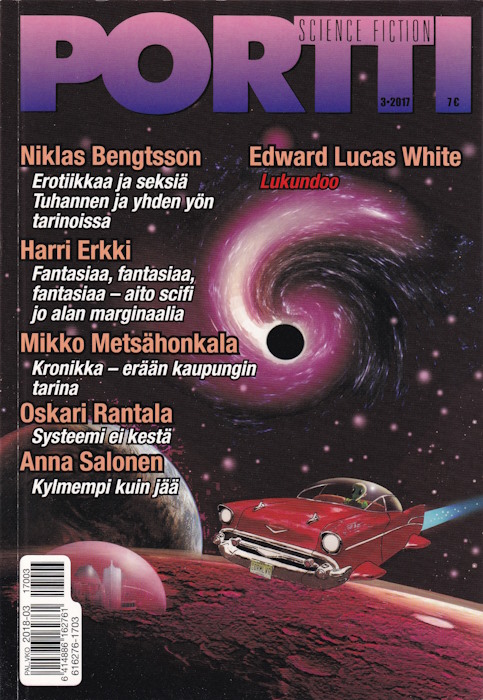 PORTTI
SCIENCE FICTION
3•2017 7 €
Niklas Bengtsson
Erotiikkaa ja seksiä
Tuhannen ja yhden yön
tarinoissa
Edward Lucas White
Lukundoo
Harri Erkki
Fantasiaa, fantasiaa,
fantasiaa – aito scifi
jo alan marginaalia
Mikko Metsähonkala
Kronikka – erään kaupungin
tarina
Oskari Rantala
Systeemi ei kestä
Anna Salonen
Kylmempi kuin jää
PAL.VKO 2018-03
17003
6 414886 162761
616276-1703